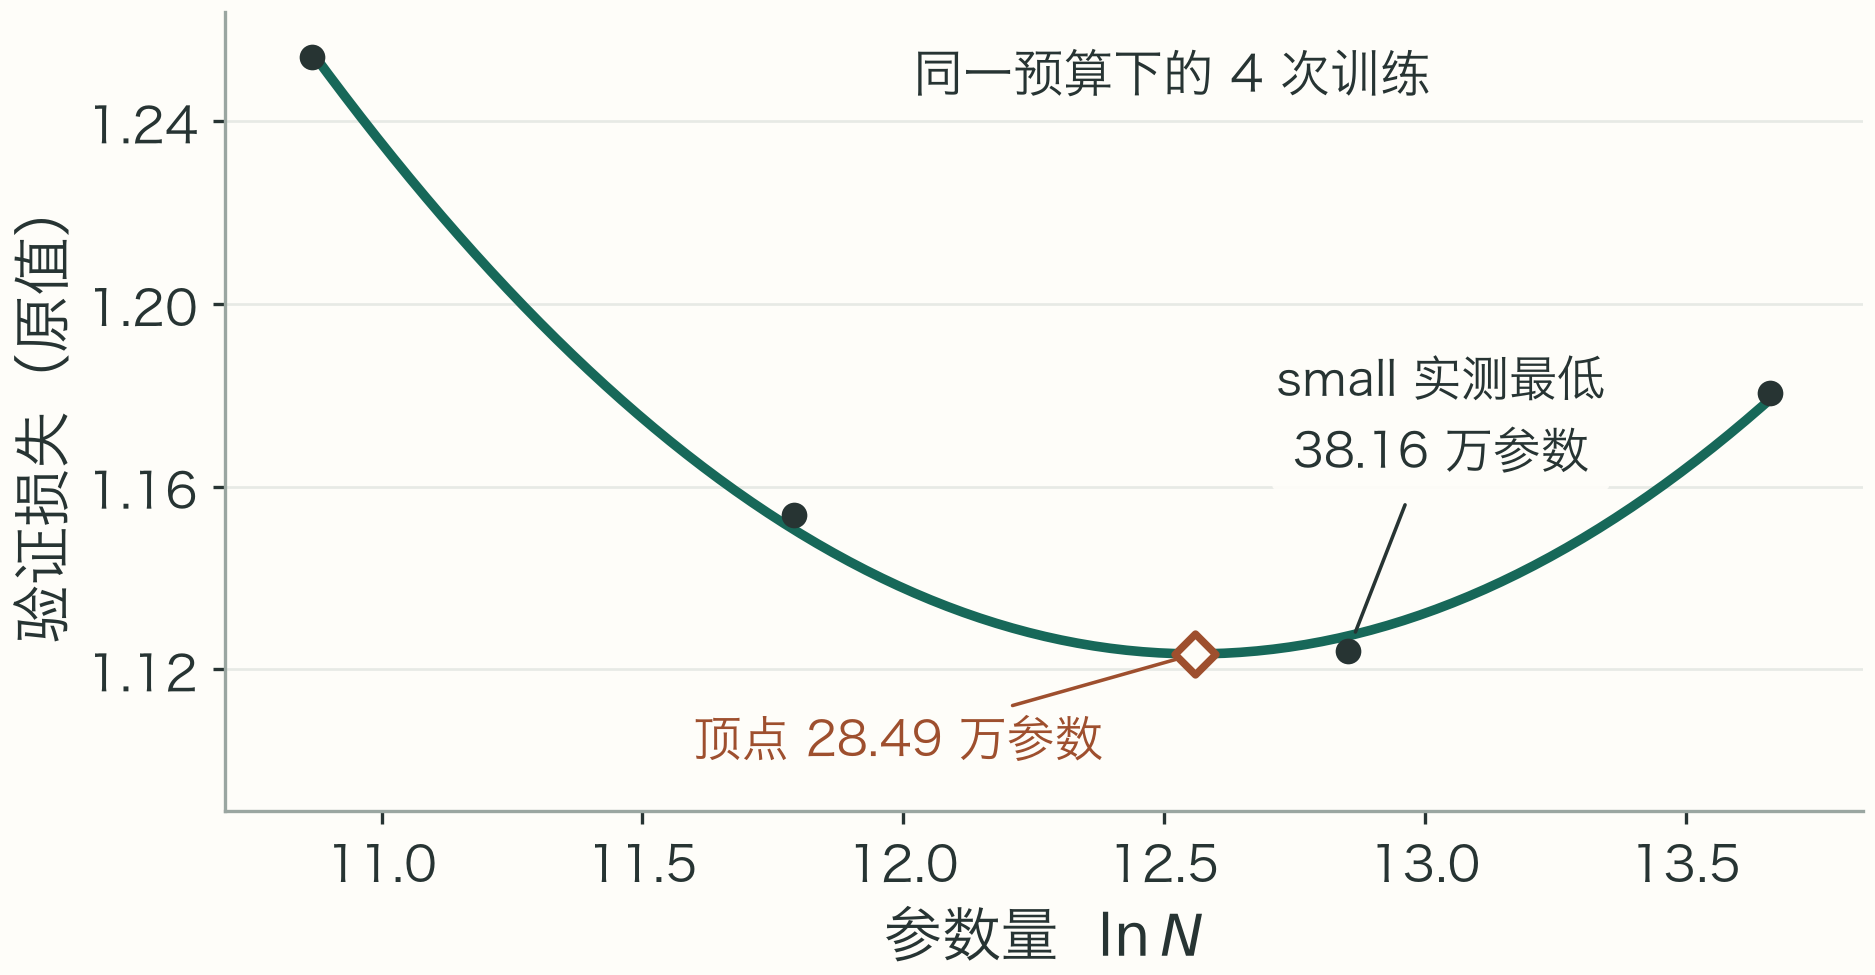 同一预算下的 4 次训练
1.24
1.20
1.16
1.12
验证损失（原值）
small 实测最低
38.16 万参数
顶点 28.49 万参数
11.0
11.5
12.0
12.5
13.0
13.5
参数量 ln N